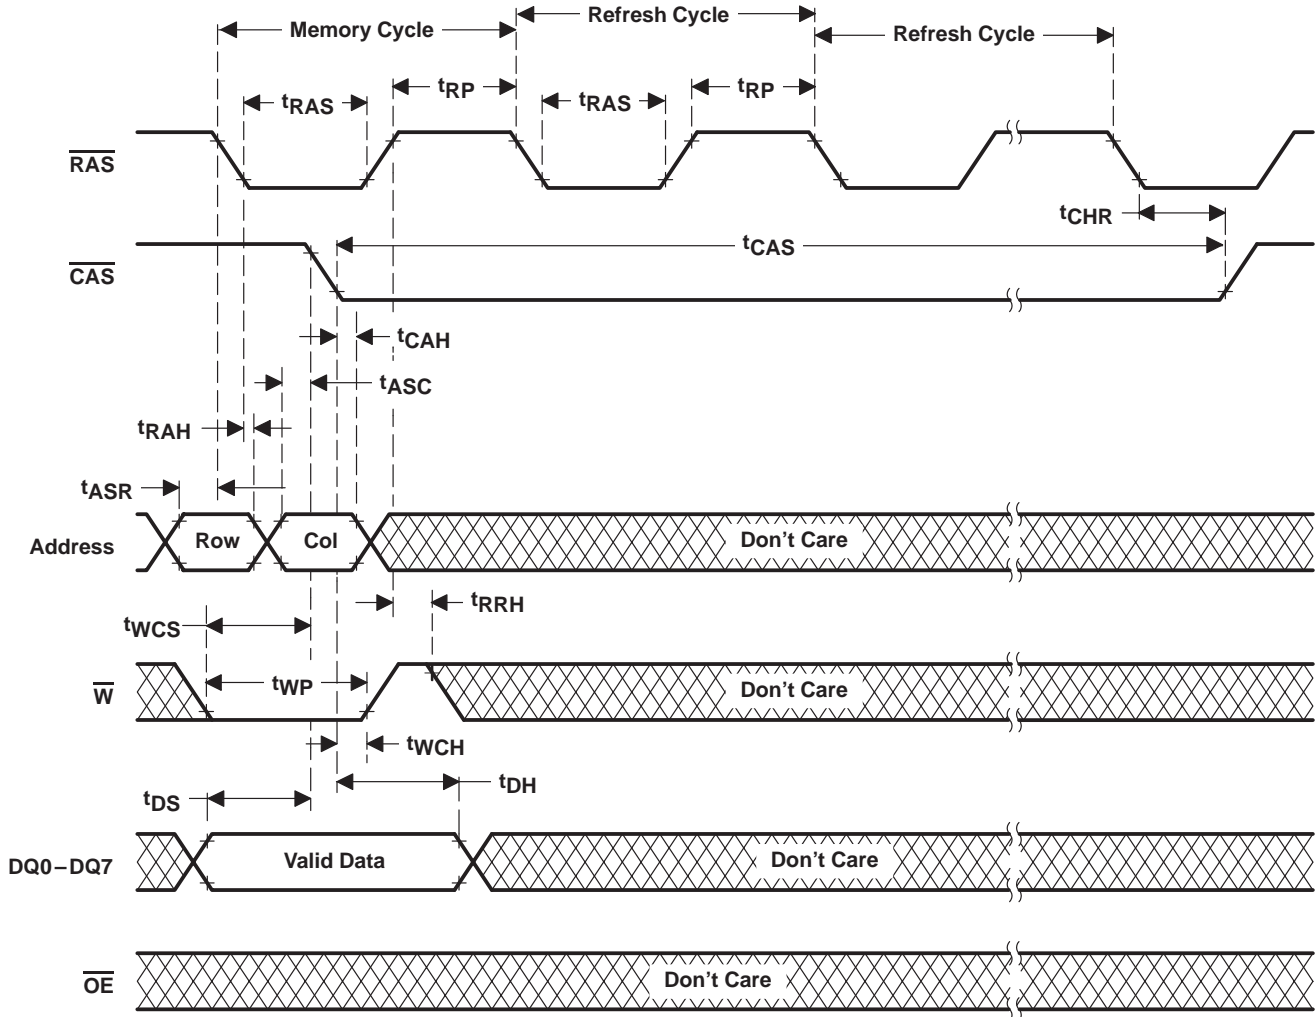 Memory Cycle
Refresh Cycle
Refresh Cycle
tRAS
tRP
tRAS
tRP
RAS
tCHR
tCAS
CAS
tCAH
tASC
tRAH
tASR
Address
Row
Col
Don't Care
tRRH
tWCS
W
tWP
Don't Care
tWCH
tDH
tDS
DQ0–DQ7
Valid Data
Don't Care
OE
Don't Care